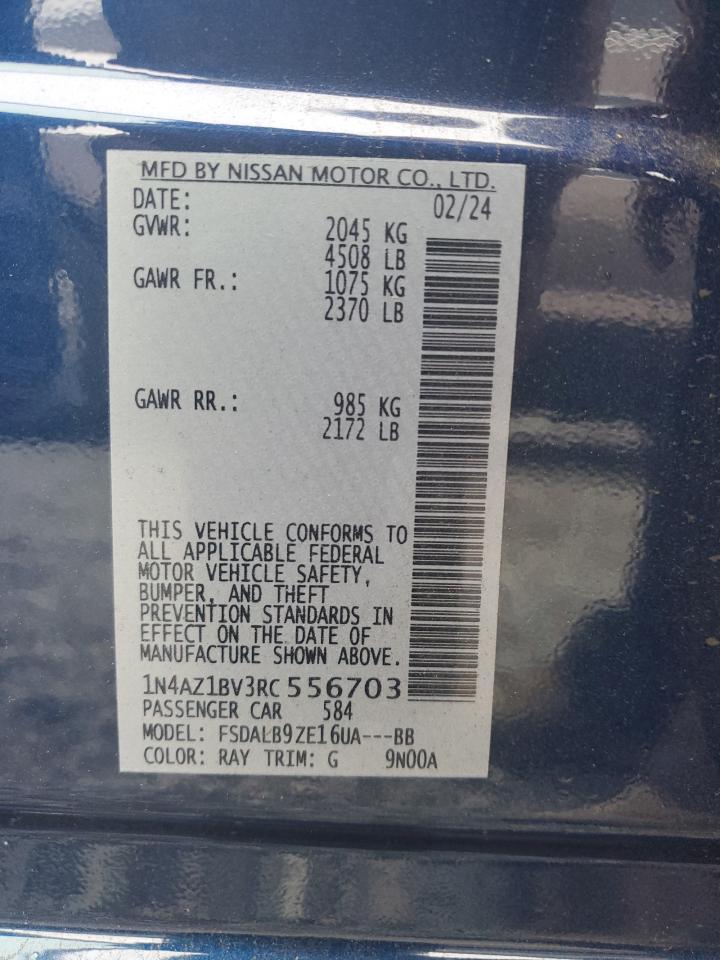 MFD BY NISSAN MOTOR CO., LTD.
DATE: 02/24
GVWR: 2045 KG
4508 LB
GAWR FR.: 1075 KG
2370 LB
GAWR RR.: 985 KG
2172 LB
THIS VEHICLE CONFORMS TO
ALL APPLICABLE FEDERAL
MOTOR VEHICLE SAFETY,
BUMPER, AND THEFT
PREVENTION STANDARDS IN
EFFECT ON THE DATE OF
MANUFACTURE SHOWN ABOVE.
1N4AZ1BV3RC556703
PASSENGER CAR 584
MODEL: FSDALB9ZE16UA---BB
COLOR: RAY TRIM: G 9N00A